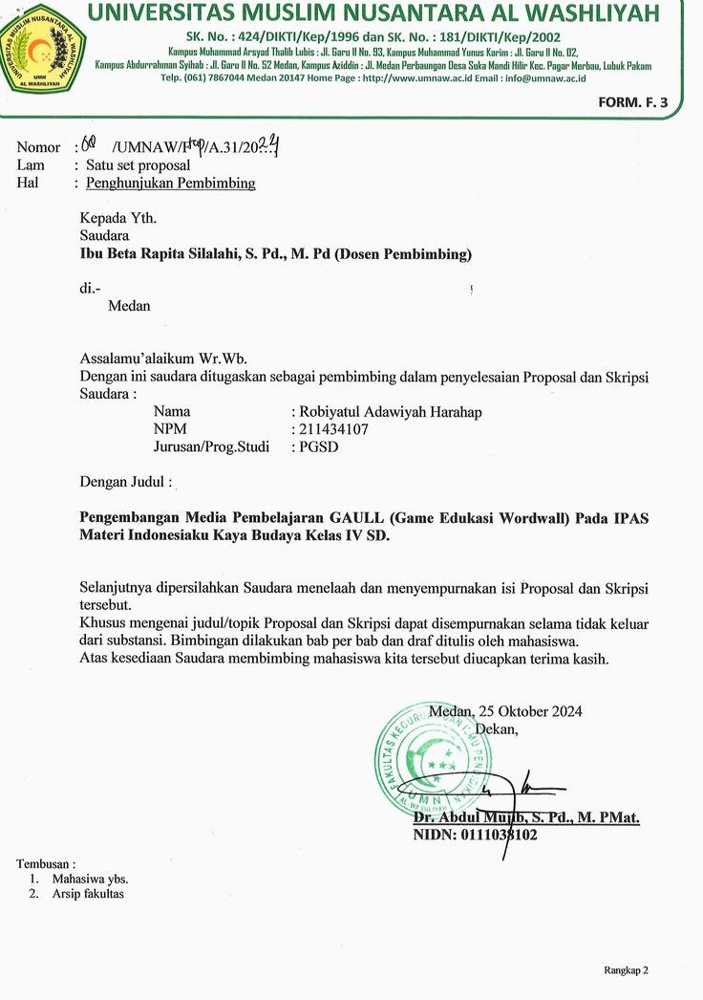 UNIVERSITAS MUSLIM NUSANTARA AL WASHLIYAH
SK. No. : 424/DIKTI/Kep/1996 dan SK. No. : 181/DIKTI/Kep/2002
Kampus Muhammad Arsyad Thalib Lubis : Jl. Garu II No. 93, Kampus Muhammad Yunus Karim : Jl. Garu II No. 02,
Kampus Abdurrahman Syihab : Jl. Garu II No. 52 Medan, Kampus Aziddin : Jl. Medan Perbaungan Desa Suka Mandi Hilir Kec. Pagar Merbau, Lubuk Pakam
Telp. (061) 7867044 Medan 20147 Home Page : http://www.umnaw.ac.id Email : info@umnaw.ac.id
UNIVERSITAS MUSLIM NUSANTARA AL WASHLIYAH
UMN
AL WASHLIYAH
FORM. F. 3
Nomor : /UMNAW/Fkip/A.31/2024
Lam : Satu set proposal
Hal : Penghunjukan Pembimbing
Kepada Yth.
Saudara
Ibu Beta Rapita Silalahi, S. Pd., M. Pd (Dosen Pembimbing)
di.-
Medan
Assalamu’alaikum Wr.Wb.
Dengan ini saudara ditugaskan sebagai pembimbing dalam penyelesaian Proposal dan Skripsi
Saudara :
Nama : Robiyatul Adawiyah Harahap
NPM : 211434107
Jurusan/Prog.Studi : PGSD
Dengan Judul :
Pengembangan Media Pembelajaran GAULL (Game Edukasi Wordwall) Pada IPAS
Materi Indonesiaku Kaya Budaya Kelas IV SD.
Selanjutnya dipersilahkan Saudara menelaah dan menyempurnakan isi Proposal dan Skripsi
tersebut.
Khusus mengenai judul/topik Proposal dan Skripsi dapat disempurnakan selama tidak keluar
dari substansi. Bimbingan dilakukan bab per bab dan draf ditulis oleh mahasiswa.
Atas kesediaan Saudara membimbing mahasiswa kita tersebut diucapkan terima kasih.
Medan, 25 Oktober 2024
Dekan,
FAKULTAS KEGURUAN DAN ILMU PENDIDIKAN
UMN
AL WASHLIYAH
Dr. Abdul Mujib, S. Pd., M. PMat.
NIDN: 0111038102
Tembusan :
1. Mahasiwa ybs.
2. Arsip fakultas
Rangkap 2